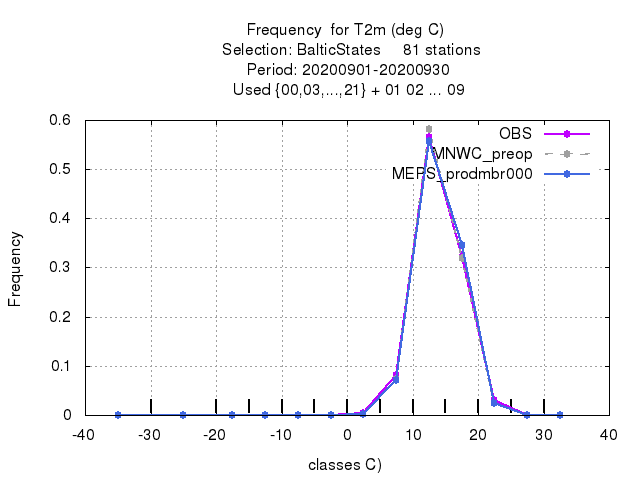 Frequency  for T2m (deg C)
Selection: BalticStates     81 stations
Period: 20200901-20200930
Used {00,03,...,21} + 01 02 ... 09
OBS
MNWC_preop
MEPS_prodmbr000
Frequency
0.6
0.5
0.4
0.3
0.2
0.1
0
-40 -30 -20 -10 0 10 20 30 40
classes C)